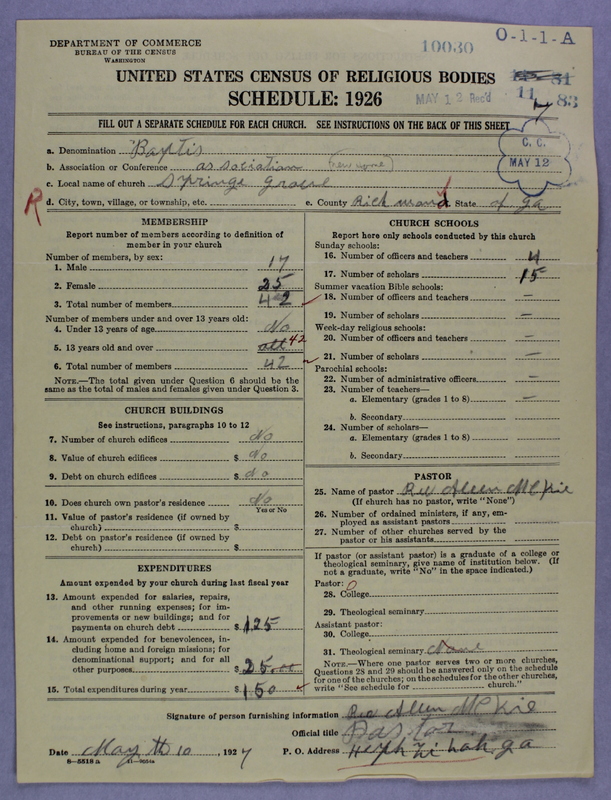 DEPARTMENT OF COMMERCE
BUREAU OF THE CENSUS
WASHINGTON
10030
O-1-1-A
UNITED STATES CENSUS OF RELIGIOUS BODIES
SCHEDULE: 1926
MAY 12 Rec'd
31
11 83
FILL OUT A SEPARATE SCHEDULE FOR EACH CHURCH. SEE INSTRUCTIONS ON THE BACK OF THIS SHEET
C. C.
MAY 12
a. Denomination Baptis
b. Association or Conference association (new home)
c. Local name of church Springe Grove
R d. City, town, village, or township, etc. e. County Richmond State of ga
MEMBERSHIP
Report number of members according to definition of member in your church
Number of members, by sex:
1. Male 17
2. Female 25
3. Total number of members 42
Number of members under and over 13 years old:
4. Under 13 years of age No
5. 13 years old and over all 42
6. Total number of members 42
NOTE.—The total given under Question 6 should be the same as the total of males and females given under Question 3.
CHURCH BUILDINGS
See instructions, paragraphs 10 to 12
7. Number of church edifices No
8. Value of church edifices $ No
9. Debt on church edifices $ No
10. Does church own pastor's residence No
Yes or No
11. Value of pastor's residence (if owned by church) $
12. Debt on pastor's residence (if owned by church) $
EXPENDITURES
Amount expended by your church during last fiscal year
13. Amount expended for salaries, repairs, and other running expenses; for improvements or new buildings; and for payments on church debt $ 125
14. Amount expended for benevolences, including home and foreign missions; for denominational support; and for all other purposes $ 25.00
15. Total expenditures during year $ 150
CHURCH SCHOOLS
Report here only schools conducted by this church
Sunday schools:
16. Number of officers and teachers 4
17. Number of scholars 15
Summer vacation Bible schools:
18. Number of officers and teachers —
19. Number of scholars —
Week-day religious schools:
20. Number of officers and teachers —
21. Number of scholars —
Parochial schools:
22. Number of administrative officers —
23. Number of teachers—
a. Elementary (grades 1 to 8) —
b. Secondary
24. Number of scholars—
a. Elementary (grades 1 to 8)
b. Secondary
PASTOR
25. Name of pastor Rev Alleen McKie
(If church has no pastor, write "None")
26. Number of ordained ministers, if any, employed as assistant pastors
27. Number of other churches served by the pastor or his assistants
If pastor (or assistant pastor) is a graduate of a college or theological seminary, give name of institution below. (If not a graduate, write "No" in the space indicated.)
Pastor: 0
28. College
29. Theological seminary
Assistant pastor:
30. College
31. Theological seminary None
NOTE.—Where one pastor serves two or more churches, Questions 28 and 29 should be answered only on the schedule for one of the churches; on the schedules for the other churches, write "See schedule for church."
Signature of person furnishing information Rev Alleen McKie
Official title Pastor
Date May th 10, 1927 P. O. Address Hephzibah, ga
8-5518 a